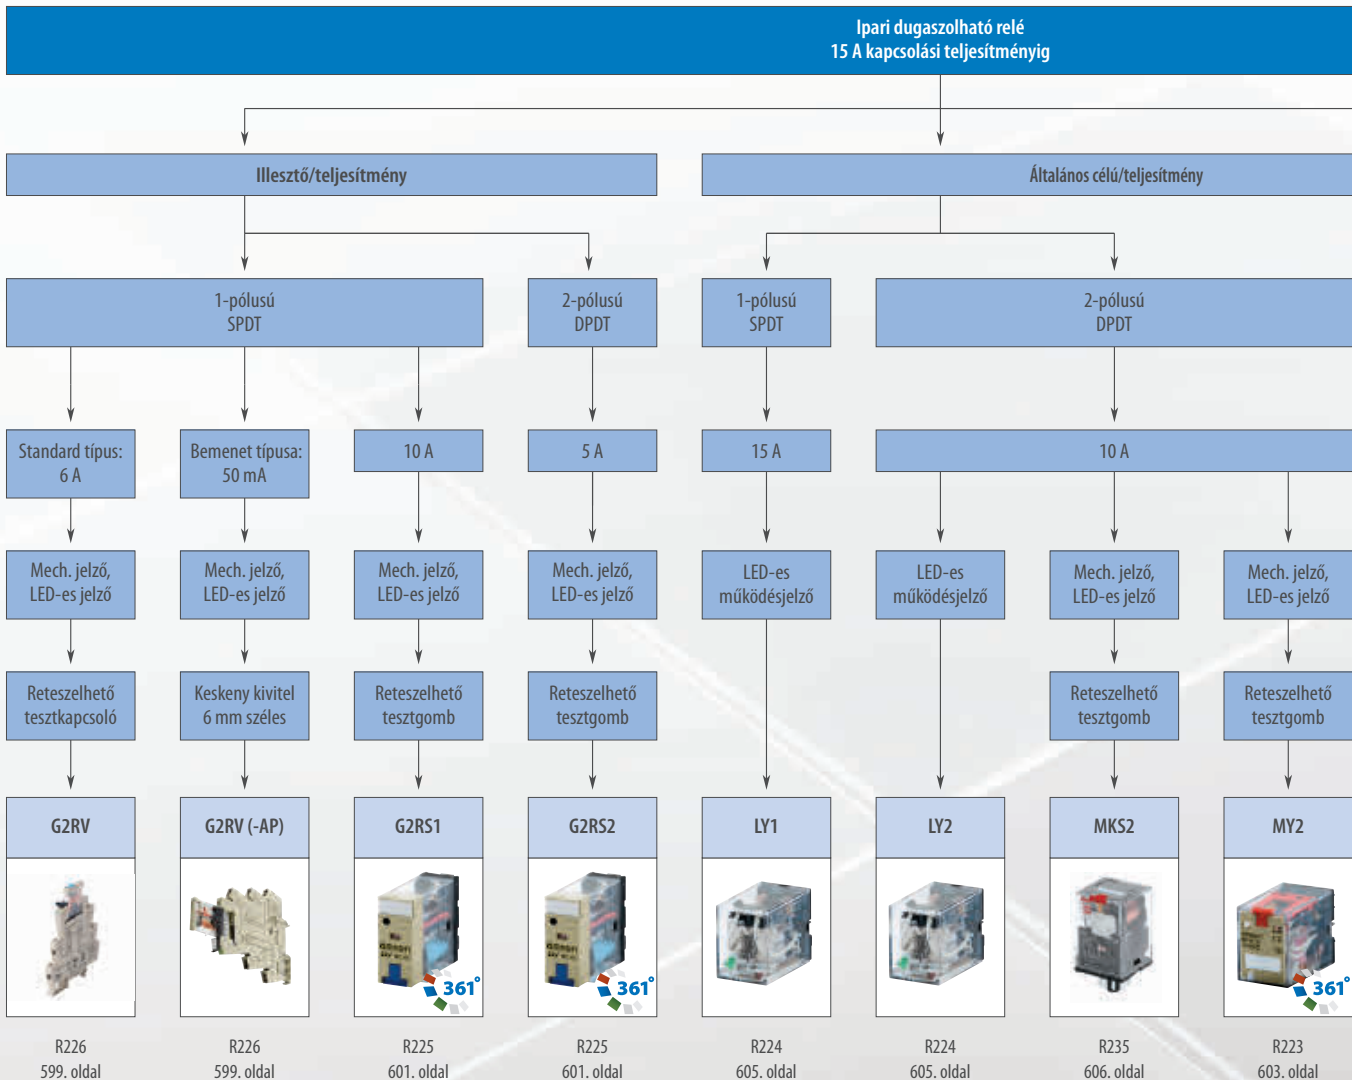 Ipari dugaszolható relé
15 A kapcsolási teljesítményig
Illesztő/teljesítmény
Általános célú/teljesítmény
1-pólusú
SPDT
2-pólusú
DPDT
1-pólusú
SPDT
2-pólusú
DPDT
Standard típus:
6 A
Bemenet típusa:
50 mA
10 A
5 A
15 A
10 A
Mech. jelző,
LED-es jelző
Mech. jelző,
LED-es jelző
Mech. jelző,
LED-es jelző
Mech. jelző,
LED-es jelző
LED-es
működésjelző
LED-es
működésjelző
Mech. jelző,
LED-es jelző
Mech. jelző,
LED-es jelző
Reteszelhető
tesztkapcsoló
Keskeny kivitel
6 mm széles
Reteszelhető
tesztgomb
Reteszelhető
tesztgomb
Reteszelhető
tesztgomb
Reteszelhető
tesztgomb
G2RV
G2RV (-AP)
G2RS1
G2RS2
LY1
LY2
MKS2
MY2
361°
361°
361°
R226
599. oldal
R226
599. oldal
R225
601. oldal
R225
601. oldal
R224
605. oldal
R224
605. oldal
R235
606. oldal
R223
603. oldal